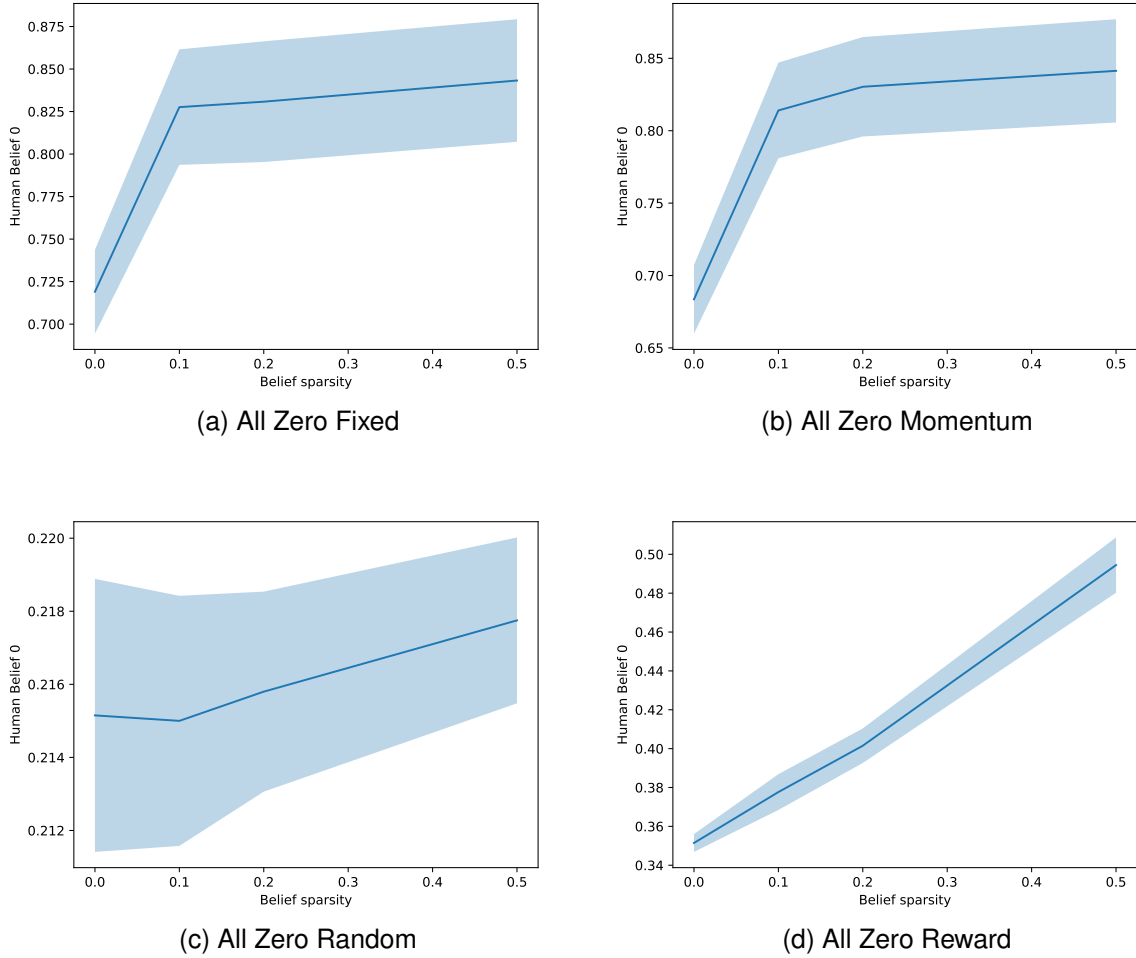 0.875
0.850
0.825
0.800
0.775
0.750
0.725
0.700
Human Belief 0
0.0 0.1 0.2 0.3 0.4 0.5
Belief sparsity
(a) All Zero Fixed
0.85
0.80
0.75
0.70
0.65
Human Belief 0
0.0 0.1 0.2 0.3 0.4 0.5
Belief sparsity
(b) All Zero Momentum
0.220
0.218
0.216
0.214
0.212
Human Belief 0
0.0 0.1 0.2 0.3 0.4 0.5
Belief sparsity
(c) All Zero Random
0.50
0.48
0.46
0.44
0.42
0.40
0.38
0.36
0.34
Human Belief 0
0.0 0.1 0.2 0.3 0.4 0.5
Belief sparsity
(d) All Zero Reward